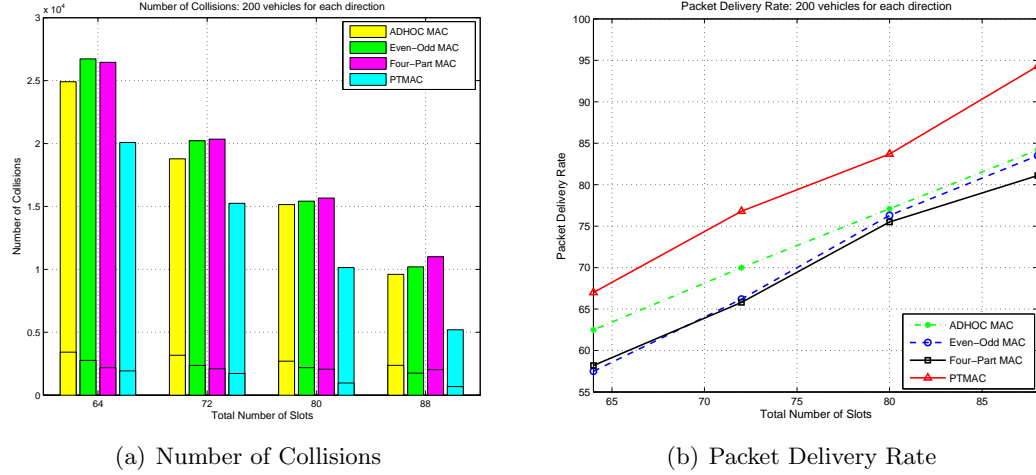 Number of Collisions: 200 vehicles for each direction
x 10⁴
3
2.5
2
1.5
1
0.5
0
Number of Collisions
ADHOC MAC
Even−Odd MAC
Four−Part MAC
PTMAC
64 72 80 88
Total Number of Slots
(a) Number of Collisions
Packet Delivery Rate: 200 vehicles for each direction
100
95
90
85
80
75
70
65
60
55
Packet Delivery Rate
ADHOC MAC
Even−Odd MAC
Four−Part MAC
PTMAC
65 70 75 80 85
Total Number of Slots
(b) Packet Delivery Rate